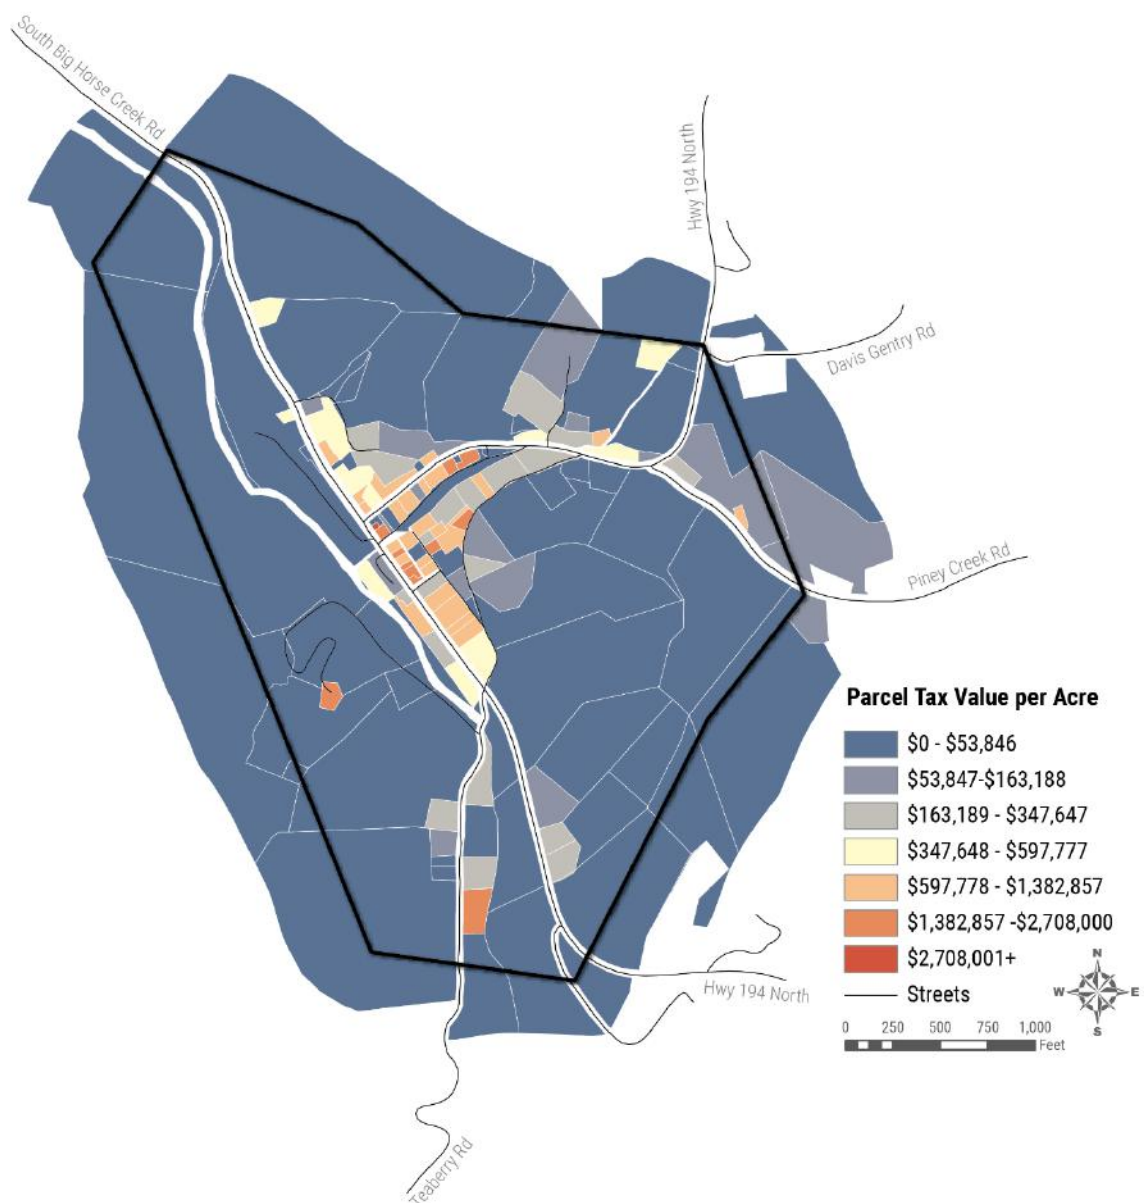 South Big Horse Creek Rd
Hwy 194 North
Davis Gentry Rd
Piney Creek Rd
Parcel Tax Value per Acre
$0 - $53,846
$53,847-$163,188
$163,189 - $347,647
$347,648 - $597,777
$597,778 - $1,382,857
$1,382,857 -$2,708,000
$2,708,001+
Streets
N
W E
S
0 250 500 750 1,000
Feet
Hwy 194 North
Teaberry Rd